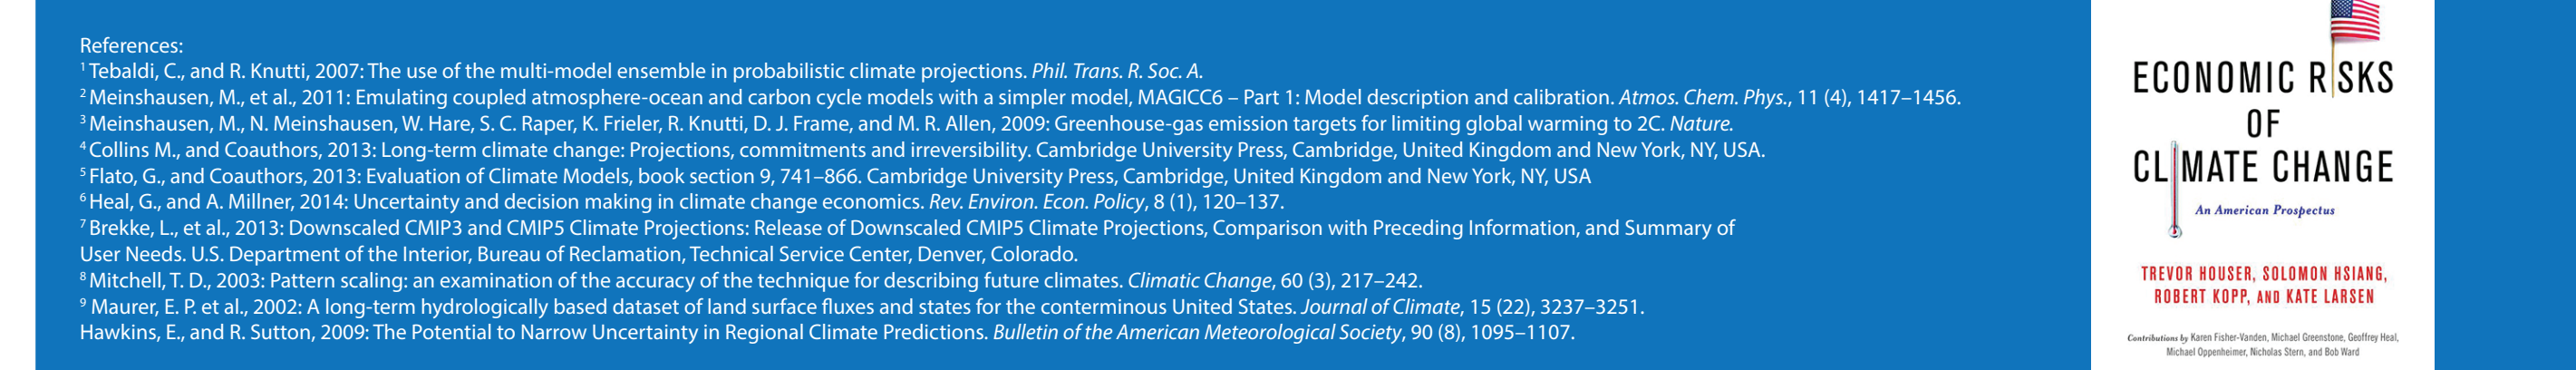 References:
1 Tebaldi, C., and R. Knutti, 2007: The use of the multi-model ensemble in probabilistic climate projections. Phil. Trans. R. Soc. A.
2 Meinshausen, M., et al., 2011: Emulating coupled atmosphere-ocean and carbon cycle models with a simpler model, MAGICC6 – Part 1: Model description and calibration. Atmos. Chem. Phys., 11 (4), 1417–1456.
3 Meinshausen, M., N. Meinshausen, W. Hare, S. C. Raper, K. Frieler, R. Knutti, D. J. Frame, and M. R. Allen, 2009: Greenhouse-gas emission targets for limiting global warming to 2C. Nature.
4 Collins M., and Coauthors, 2013: Long-term climate change: Projections, commitments and irreversibility. Cambridge University Press, Cambridge, United Kingdom and New York, NY, USA.
5 Flato, G., and Coauthors, 2013: Evaluation of Climate Models, book section 9, 741–866. Cambridge University Press, Cambridge, United Kingdom and New York, NY, USA
6 Heal, G., and A. Millner, 2014: Uncertainty and decision making in climate change economics. Rev. Environ. Econ. Policy, 8 (1), 120–137.
7 Brekke, L., et al., 2013: Downscaled CMIP3 and CMIP5 Climate Projections: Release of Downscaled CMIP5 Climate Projections, Comparison with Preceding Information, and Summary of
User Needs. U.S. Department of the Interior, Bureau of Reclamation, Technical Service Center, Denver, Colorado.
8 Mitchell, T. D., 2003: Pattern scaling: an examination of the accuracy of the technique for describing future climates. Climatic Change, 60 (3), 217–242.
9 Maurer, E. P. et al., 2002: A long-term hydrologically based dataset of land surface fluxes and states for the conterminous United States. Journal of Climate, 15 (22), 3237–3251.
Hawkins, E., and R. Sutton, 2009: The Potential to Narrow Uncertainty in Regional Climate Predictions. Bulletin of the American Meteorological Society, 90 (8), 1095–1107.
ECONOMIC RISKS
OF
CLIMATE CHANGE
An American Prospectus
TREVOR HOUSER, SOLOMON HSIANG,
ROBERT KOPP, AND KATE LARSEN
Contributions by Karen Fisher-Vanden, Michael Greenstone, Geoffrey Heal,
Michael Oppenheimer, Nicholas Stern, and Bob Ward